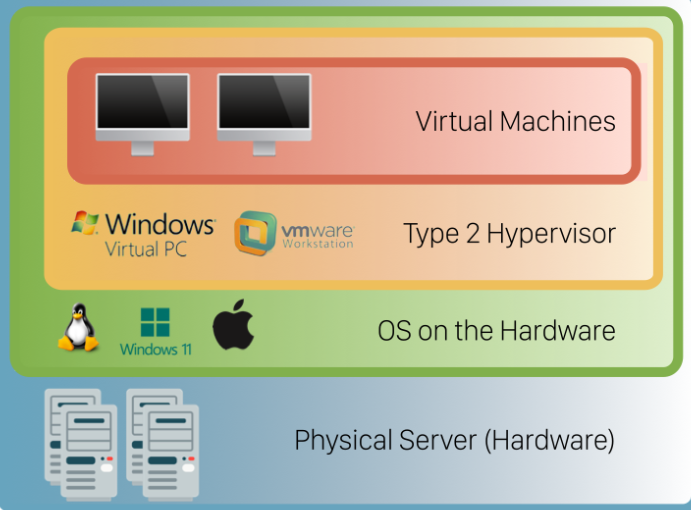 Virtual Machines
Windows
Virtual PC
vmware
Workstation
Type 2 Hypervisor
Windows 11
OS on the Hardware
Physical Server (Hardware)